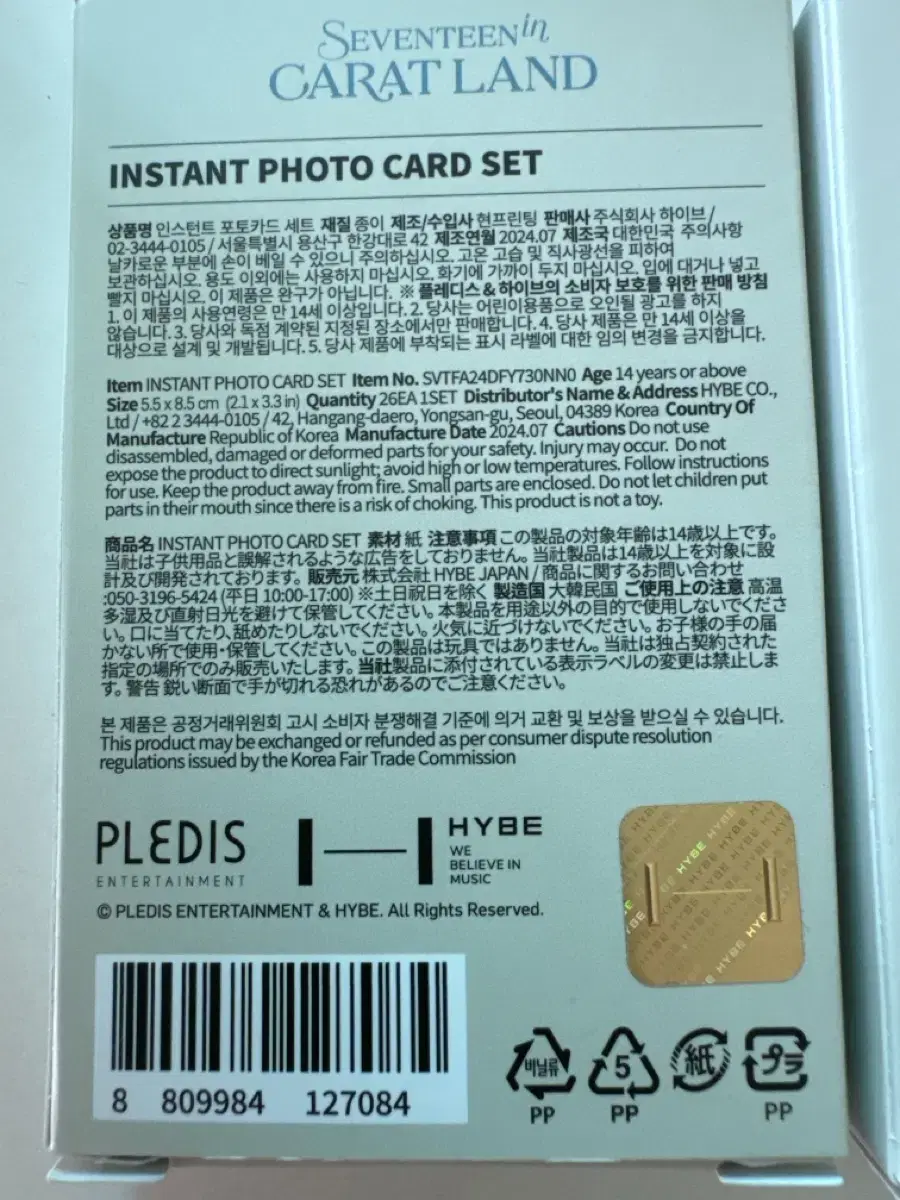 SEVENTEEN in
CARAT LAND
INSTANT PHOTO CARD SET
상품명 인스턴트 포토카드 세트 재질 종이 제조/수입사 현프린팅 판매사 주식회사 하이브/
02-3444-0105 / 서울특별시 용산구 한강대로 42 제조연월 2024.07 제조국 대한민국 주의사항
날카로운 부분에 손이 베일 수 있으니 주의하십시오. 고온 고습 및 직사광선을 피하여
보관하십시오. 용도 이외에는 사용하지 마십시오. 화기에 가까이 두지 마십시오. 입에 대거나 넣고
빨지 마십시오. 이 제품은 완구가 아닙니다. ※ 플레디스 & 하이브의 소비자 보호를 위한 판매 방침
1. 이 제품의 사용연령은 만 14세 이상입니다. 2. 당사는 어린이용품으로 오인될 광고를 하지
않습니다. 3. 당사와 독점 계약된 지정된 장소에서만 판매합니다. 4. 당사 제품은 만 14세 이상을
대상으로 설계 및 개발됩니다. 5. 당사 제품에 부착되는 표시 라벨에 대한 임의 변경을 금지합니다.
Item INSTANT PHOTO CARD SET Item No. SVTFA24DFY730NN0 Age 14 years or above
Size 5.5 x 8.5 cm (2.1 x 3.3 in) Quantity 26EA 1SET Distributor's Name & Address HYBE CO.,
Ltd / +82 2 3444-0105 / 42, Hangang-daero, Yongsan-gu, Seoul, 04389 Korea Country Of
Manufacture Republic of Korea Manufacture Date 2024.07 Cautions Do not use
disassembled, damaged or deformed parts for your safety. Injury may occur. Do not
expose the product to direct sunlight; avoid high or low temperatures. Follow instructions
for use. Keep the product away from fire. Small parts are enclosed. Do not let children put
parts in their mouth since there is a risk of choking. This product is not a toy.
商品名 INSTANT PHOTO CARD SET 素材 紙 注意事項 この製品の対象年齢は14歳以上です。
当社は子供用品と誤解されるような広告をしておりません。当社製品は14歳以上を対象に設
計及び開発されております。販売元 株式会社 HYBE JAPAN / 商品に関するお問い合わせ
:050-3196-5424 (平日 10:00-17:00) ※土日祝日を除く 製造国 大韓民国 ご使用上の注意 高温
多湿及び直射日光を避けて保管してください。本製品を用途以外の目的で使用しないでくださ
い。口に当てたり、舐めたりしないでください。火気に近づけないでください。お子様の手の届
かない所で使用・保管してください。この製品は玩具ではありません。当社は独占契約された
指定の場所でのみ販売いたします。当社製品に添付されている表示ラベルの変更は禁止しま
す。警告 鋭い断面で手が切れる恐れがあるのでご注意ください。
본 제품은 공정거래위원회 고시 소비자 분쟁해결 기준에 의거 교환 및 보상을 받으실 수 있습니다.
This product may be exchanged or refunded as per consumer dispute resolution
regulations issued by the Korea Fair Trade Commission
PLEDIS
ENTERTAINMENT
HYBE
WE
BELIEVE IN
MUSIC
© PLEDIS ENTERTAINMENT & HYBE. All Rights Reserved.
HYBE HYBE HYBE
8 809984 127084
비닐류
PP
5
PP
紙
プラ
PP